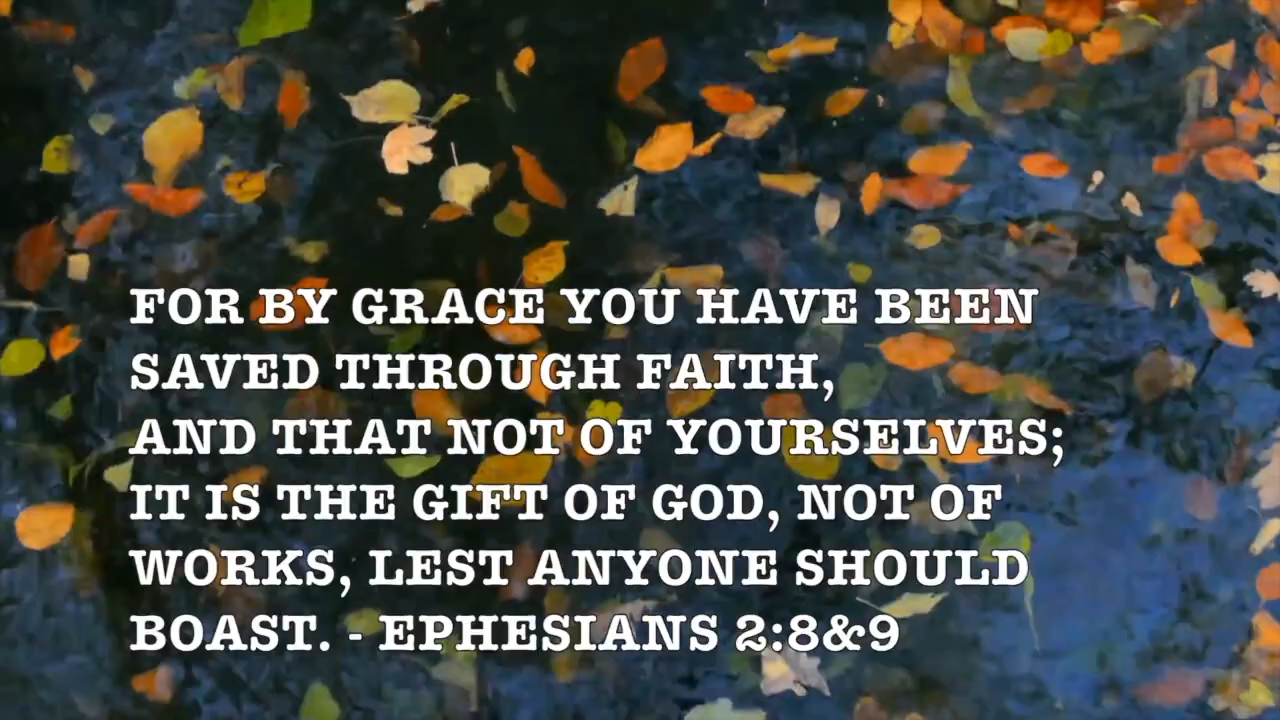 FOR BY GRACE YOU HAVE BEEN
SAVED THROUGH FAITH,
AND THAT NOT OF YOURSELVES;
IT IS THE GIFT OF GOD, NOT OF
WORKS, LEST ANYONE SHOULD
BOAST. - EPHESIANS 2:8&9